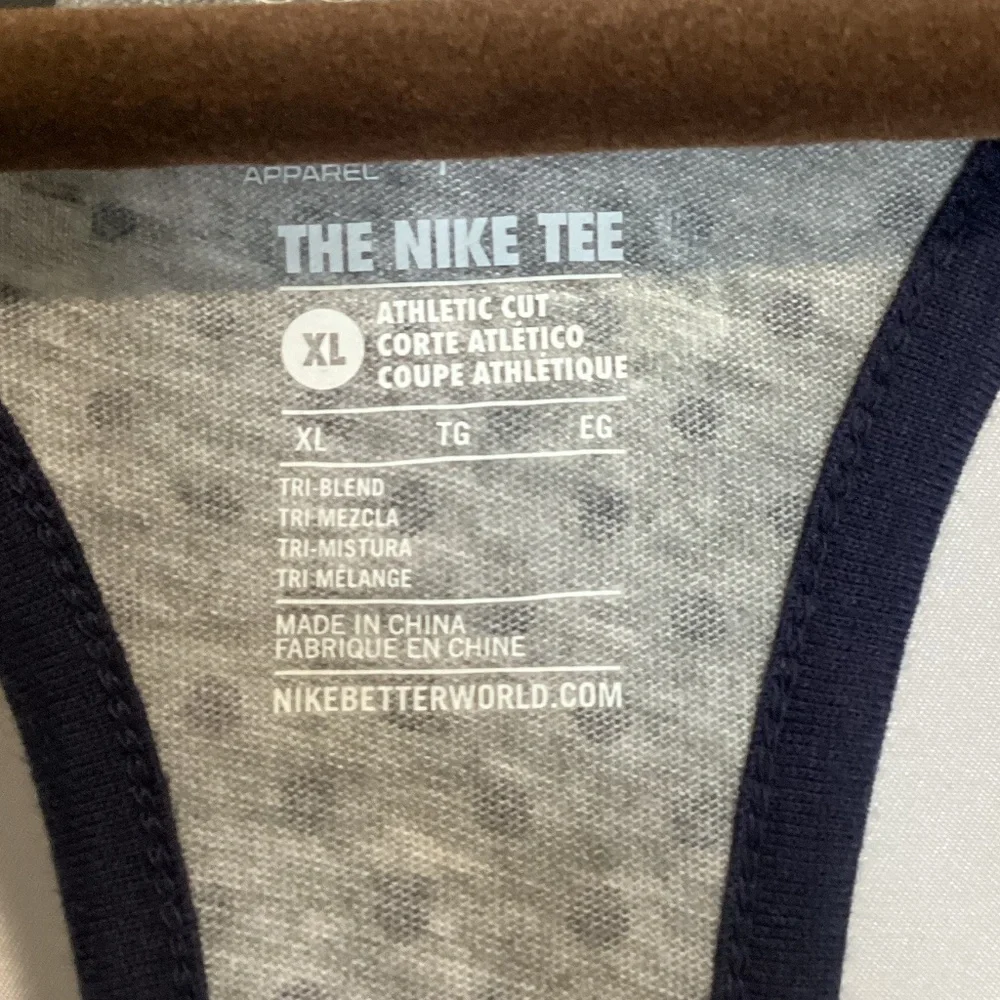 APPAREL
THE NIKE TEE
XL
ATHLETIC CUT
CORTE ATLÉTICO
COUPE ATHLÉTIQUE
XL TG EG
TRI-BLEND
TRI MEZCLA
TRI-MISTURA
TRI MÉLANGE
MADE IN CHINA
FABRIQUE EN CHINE
NIKEBETTERWORLD.COM